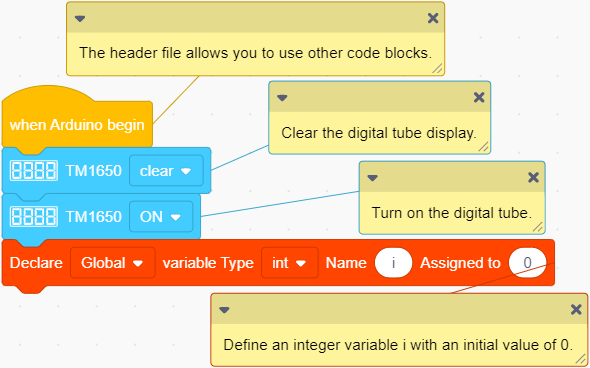 The header file allows you to use other code blocks.
when Arduino begin
Clear the digital tube display.
TM1650 clear
Turn on the digital tube.
TM1650 ON
Declare Global variable Type int Name i Assigned to 0
Define an integer variable i with an initial value of 0.